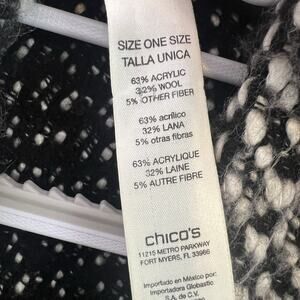 SIZE ONE SIZE
TALLA UNICA
63% ACRYLIC
32% WOOL
5% OTHER FIBER
63% acrílico
32% LANA
5% otras fibras
63% ACRYLIQUE
32% LAINE
5% AUTRE FIBRE
chico's
11215 METRO PARKWAY
FORT MYERS, FL 33966
Importado en México por:
Importadora Globastic
S.A. de C.V.